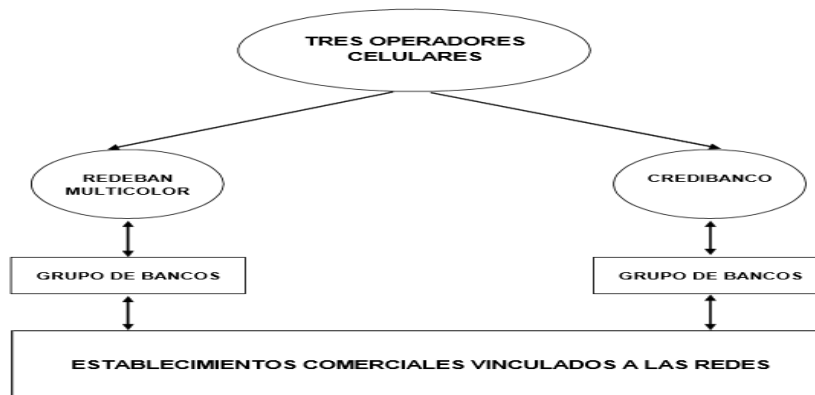 TRES OPERADORES
CELULARES
REDEBAN
MULTICOLOR
CREDIBANCO
GRUPO DE BANCOS
GRUPO DE BANCOS
ESTABLECIMIENTOS COMERCIALES VINCULADOS A LAS REDES